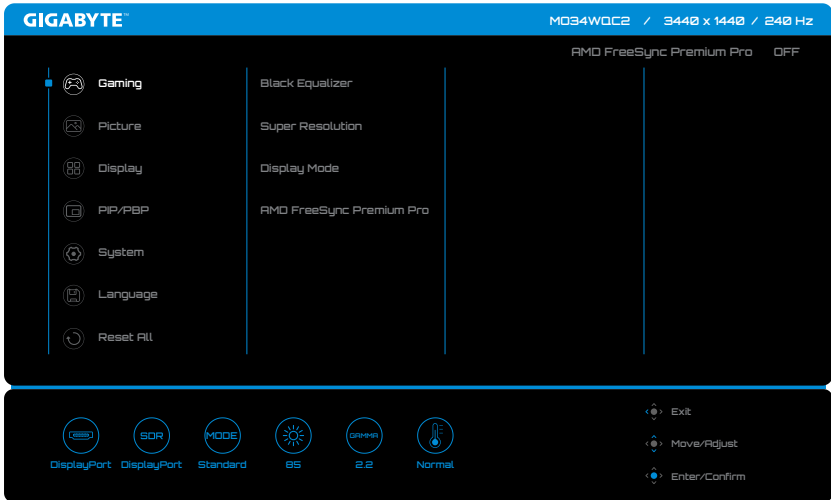 GIGABYTE™
MO34WQC2 / 3440 x 1440 / 240 Hz
AMD FreeSync Premium Pro OFF
Gaming Black Equalizer
Picture Super Resolution
Display Display Mode
PIP/PBP AMD FreeSync Premium Pro
System
Language
Reset All
Exit
SDR MODE GAMMA
Move/Adjust
DisplayPort DisplayPort Standard 85 2.2 Normal
Enter/Confirm